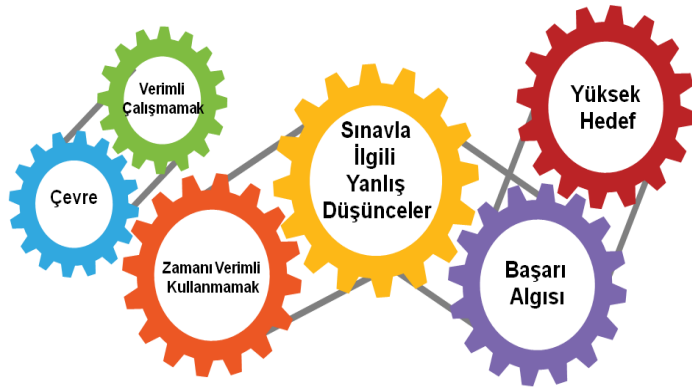 Verimli
Çalışmamak
Çevre
Zamanı Verimli
Kullanmamak
Sınavla
İlgili
Yanlış
Düşünceler
Başarı
Algısı
Yüksek
Hedef